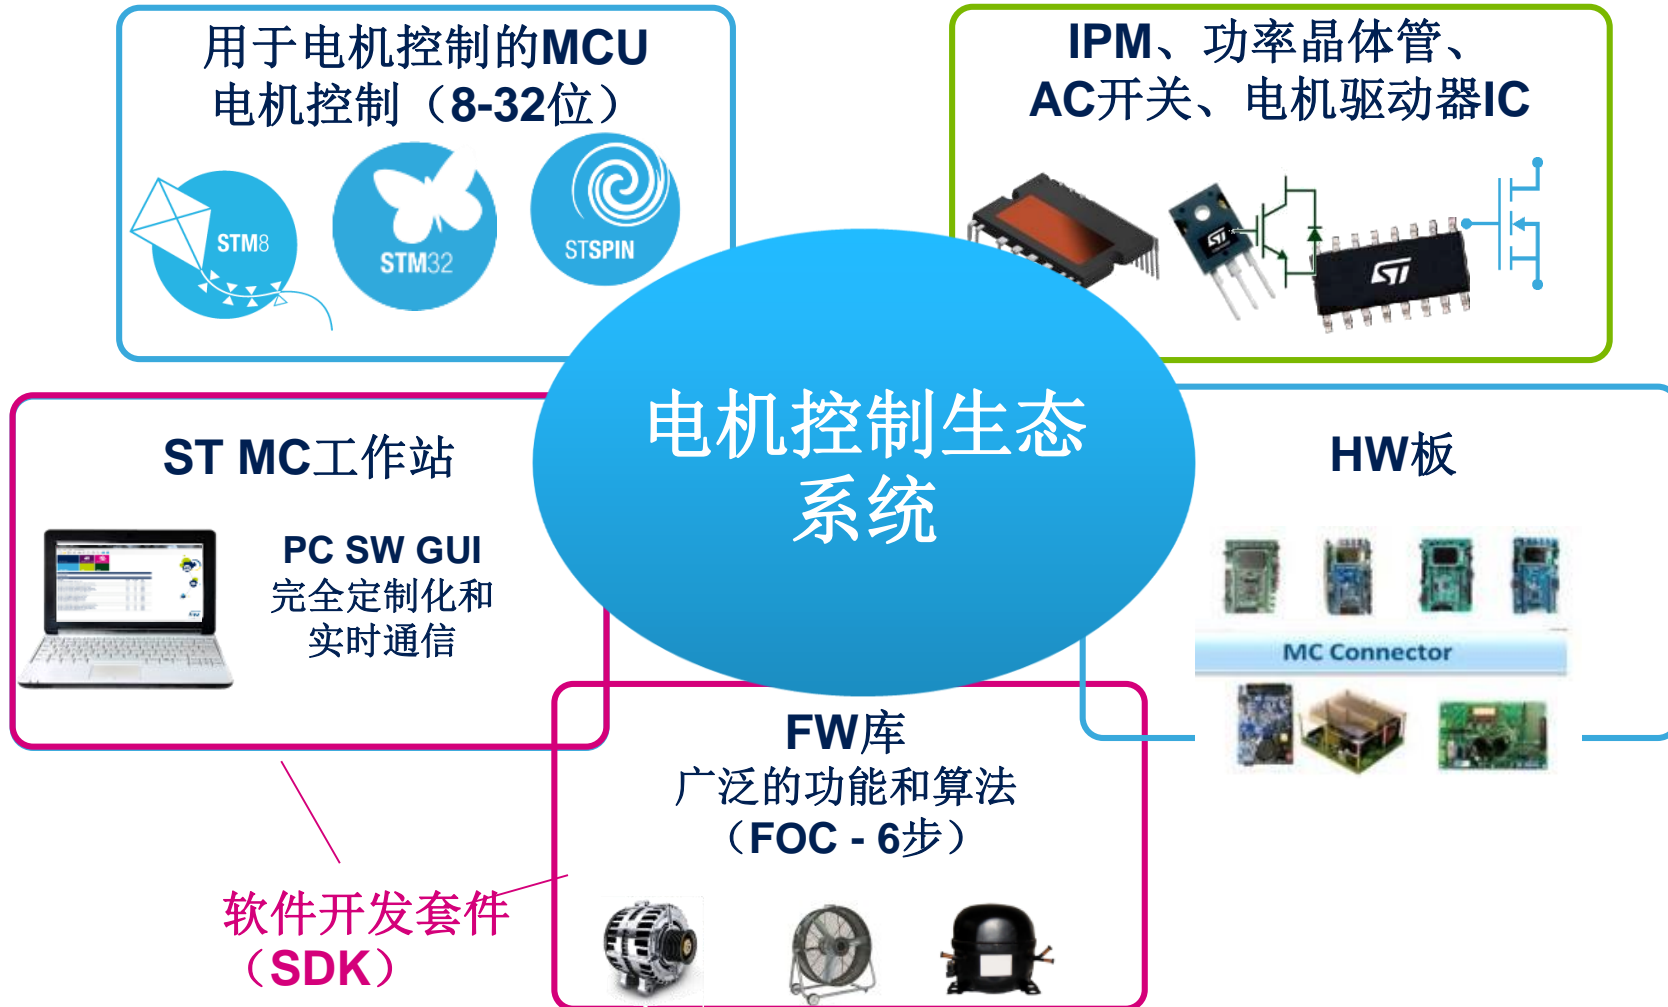 用于电机控制的MCU
电机控制（8-32位）
STM8
STM32
STSPIN
IPM、功率晶体管、
AC开关、电机驱动器IC
ST
ST
电机控制生态
系统
ST MC工作站
PC SW GUI
完全定制化和
实时通信
HW板
MC Connector
FW库
广泛的功能和算法
（FOC - 6步）
软件开发套件
（SDK）